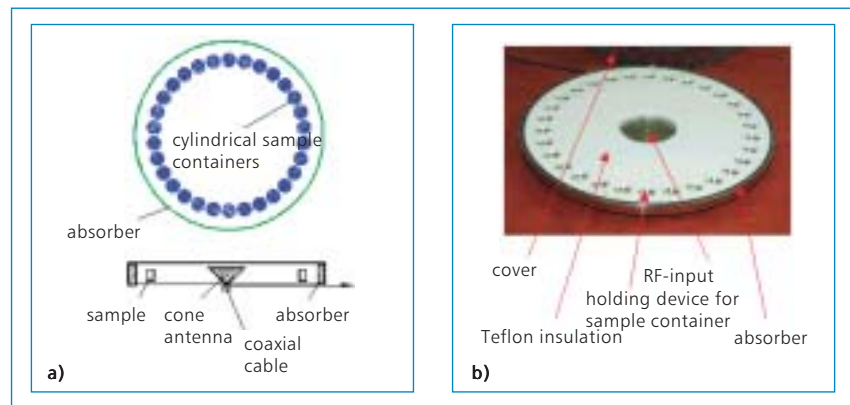 cylindrical sample
containers
absorber
sample
cone
antenna
absorber
coaxial
cable
a)
cover
RF-input
holding device for
sample container
Teflon insulation
absorber
b)